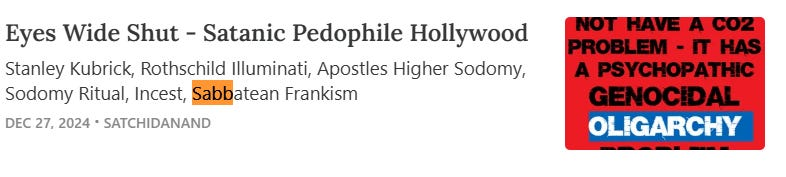 Eyes Wide Shut - Satanic Pedophile Hollywood
Stanley Kubrick, Rothschild Illuminati, Apostles Higher Sodomy,
Sodomy Ritual, Incest, Sabbatean Frankism
DEC 27, 2024 • SATCHIDANAND
NOT HAVE A CO2
PROBLEM - IT HAS
A PSYCHOPATHIC
GENOCIDAL
OLIGARCHY
PROBLEM